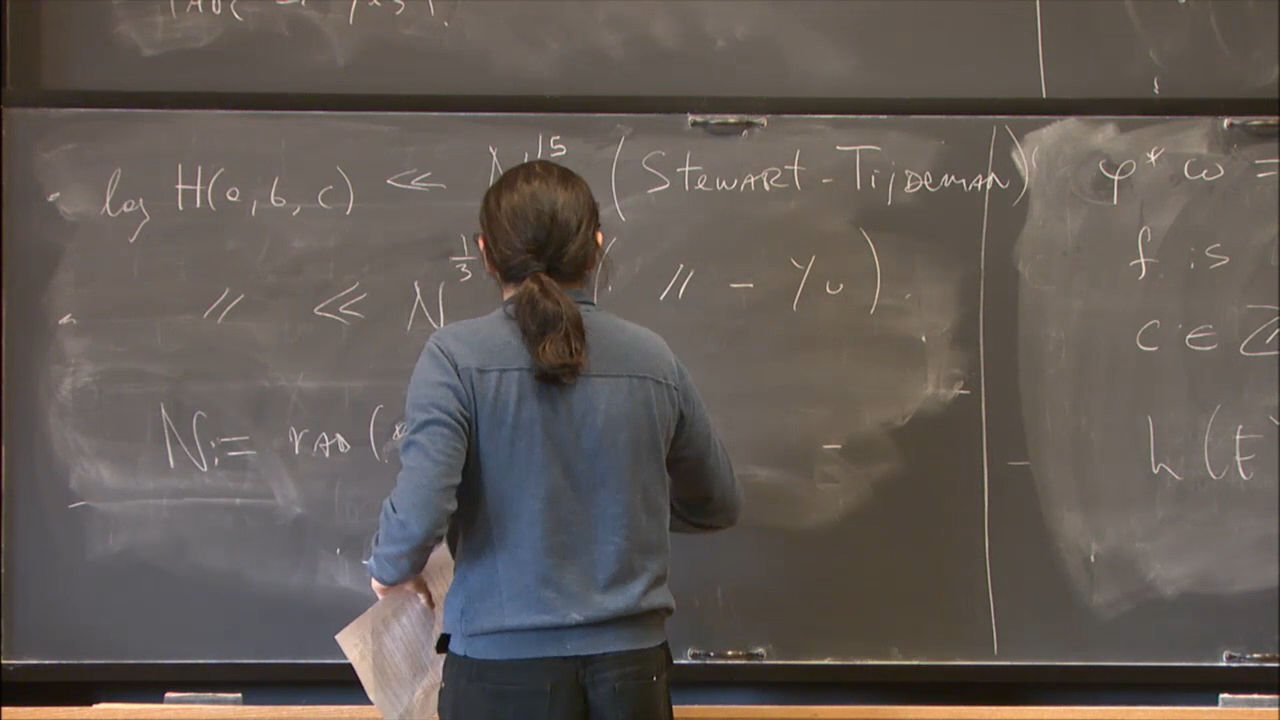 log H(a, b, c) ≪ N^15 (Stewart - Tijdeman)
〃 ≪ N^1/3 ( 〃 - Yu).
N := rad(
φ* ω =
f is
c ∈ Z
h(t